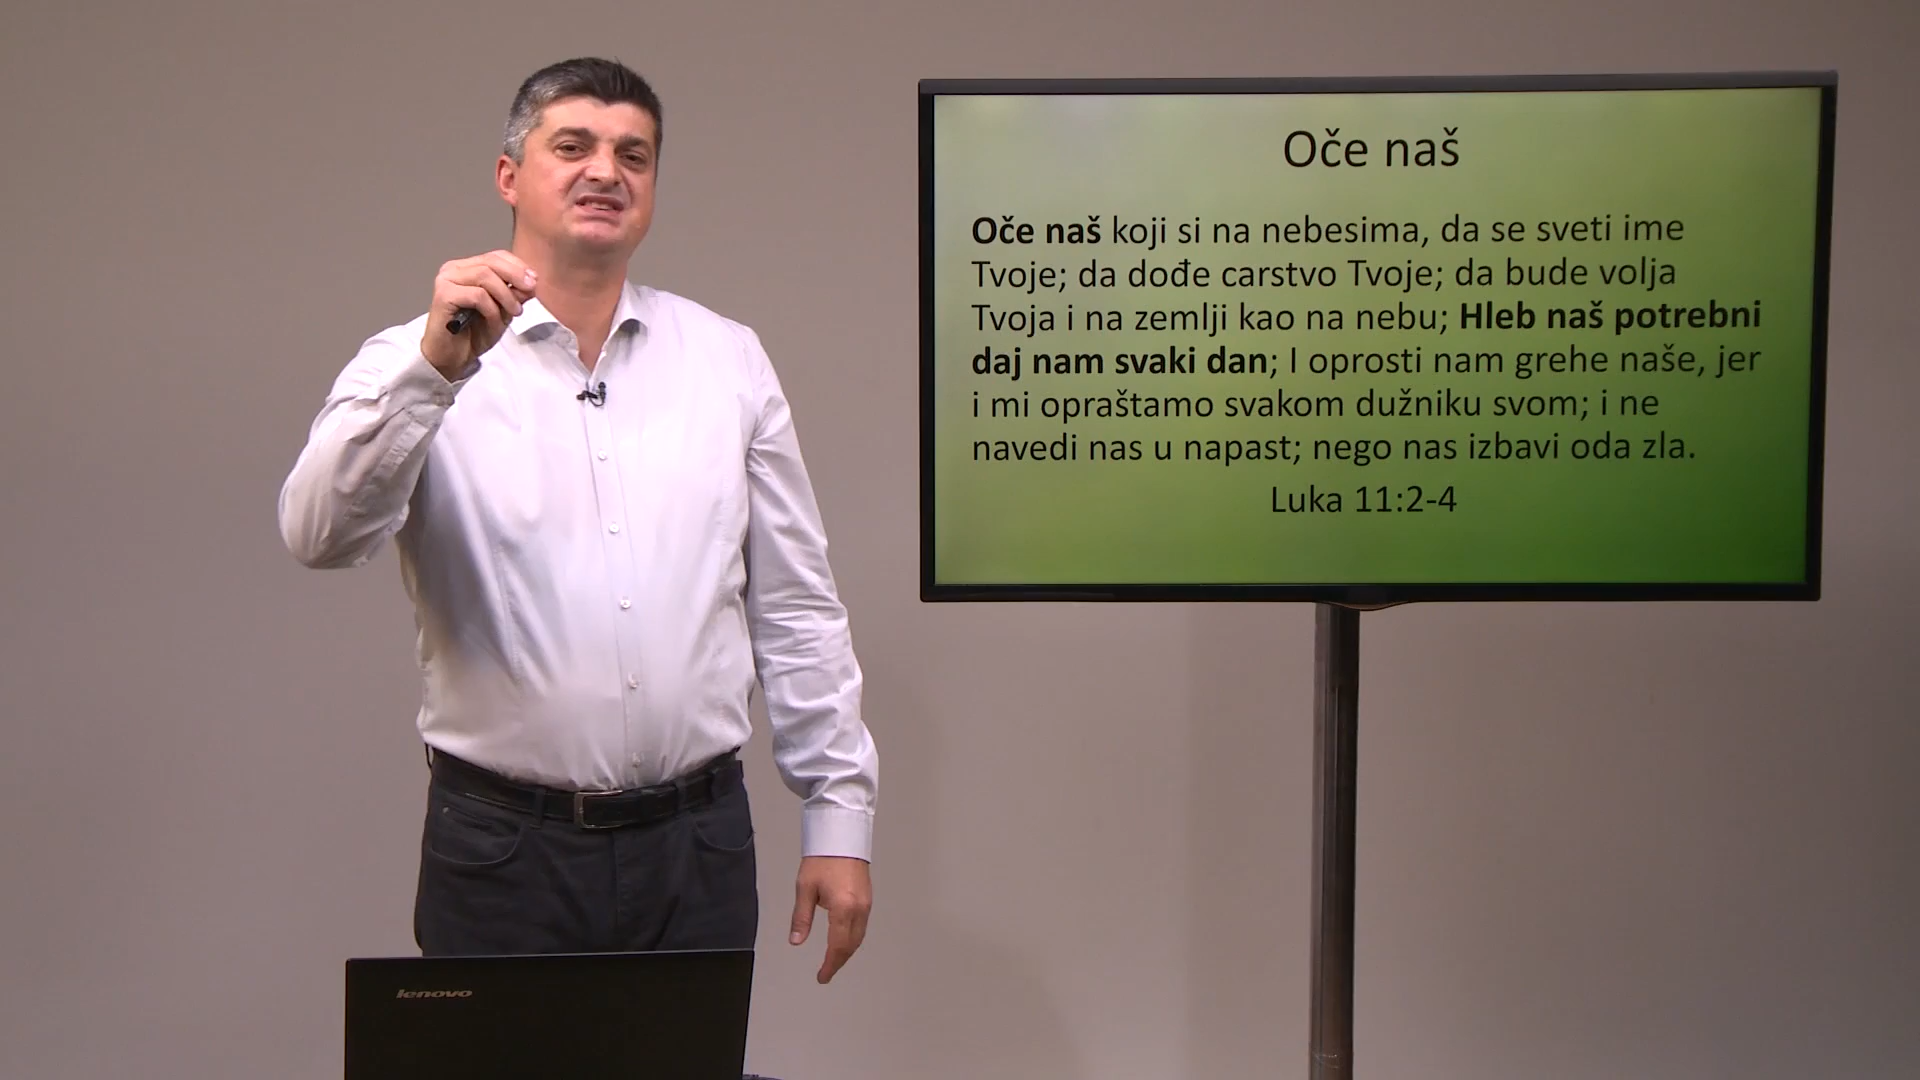 Oče naš
Oče naš koji si na nebesima, da se sveti ime
Tvoje; da dođe carstvo Tvoje; da bude volja
Tvoja i na zemlji kao na nebu; Hleb naš potrebni
daj nam svaki dan; I oprosti nam grehe naše, jer
i mi opraštamo svakom dužniku svom; i ne
navedi nas u napast; nego nas izbavi oda zla.
Luka 11:2-4
lenovo